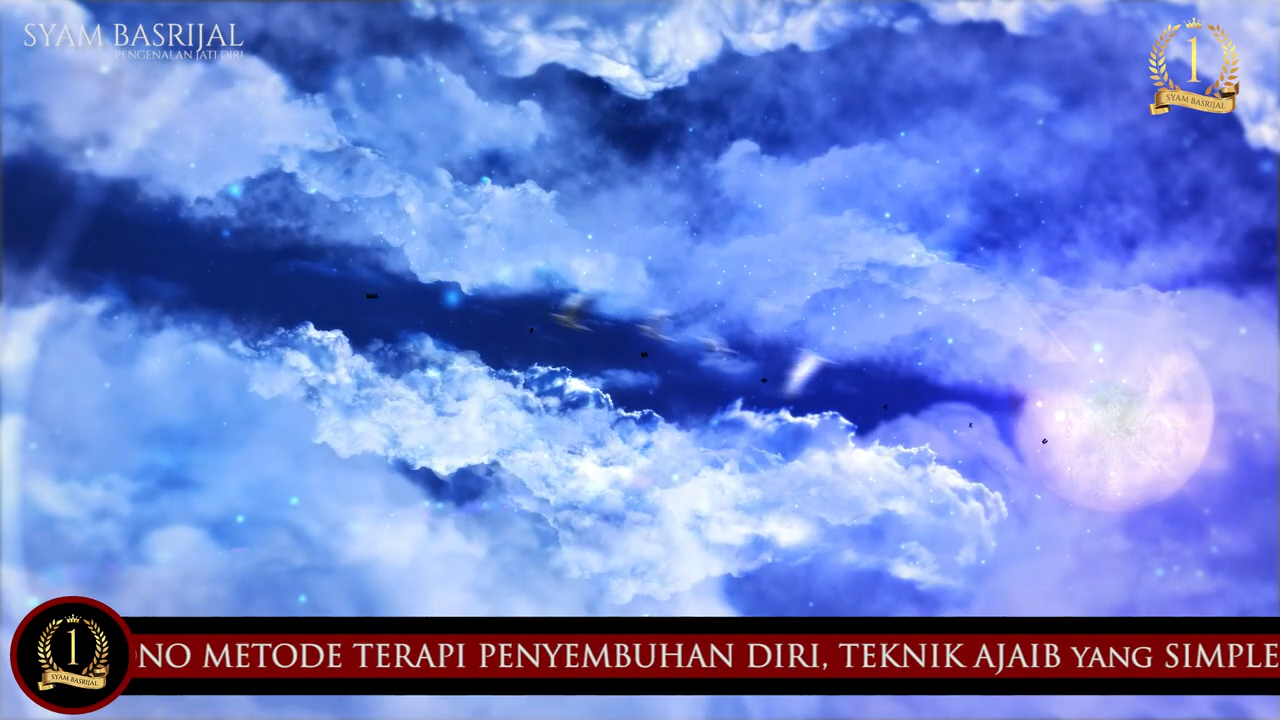 SYAM BASRIJAL
PENGENALAN JATI DIRI
1
SYAM BASRIJAL
1
SYAM BASRIJAL
NO METODE TERAPI PENYEMBUHAN DIRI, TEKNIK AJAIB YANG SIMPLE